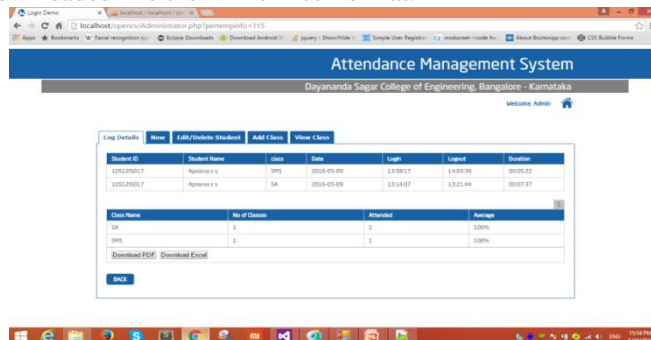 Login Demo
localhost / localhost / op
localhost/opencv/Administrator.php?pertempinfo=115
Apps Bookmarks Facial recognition sys Eclipse Downloads Download Android St jquery - Show/Hide Simple User Registr code for About Bootstrap CSS Bubble Forms
Attendance Management System
Dayananda Sagar College of Engineering, Bangalore - Karnataka
Welcome, Admin
Log Details New Edit/Delete Student Add Class View Class
Student ID Student Name class Date Login Logout Duration
1DS12IS017 Apoorva s s SMS 2016-05-09 13:58:17 14:03:39 00:05:22
1DS12IS017 Apoorva s s SA 2016-05-09 13:14:07 13:21:44 00:07:37
1
Class Name No of Classes Attended Average
SA 1 1 100%
SMS 1 1 100%
Download PDF Download Excel
BACK
ENG